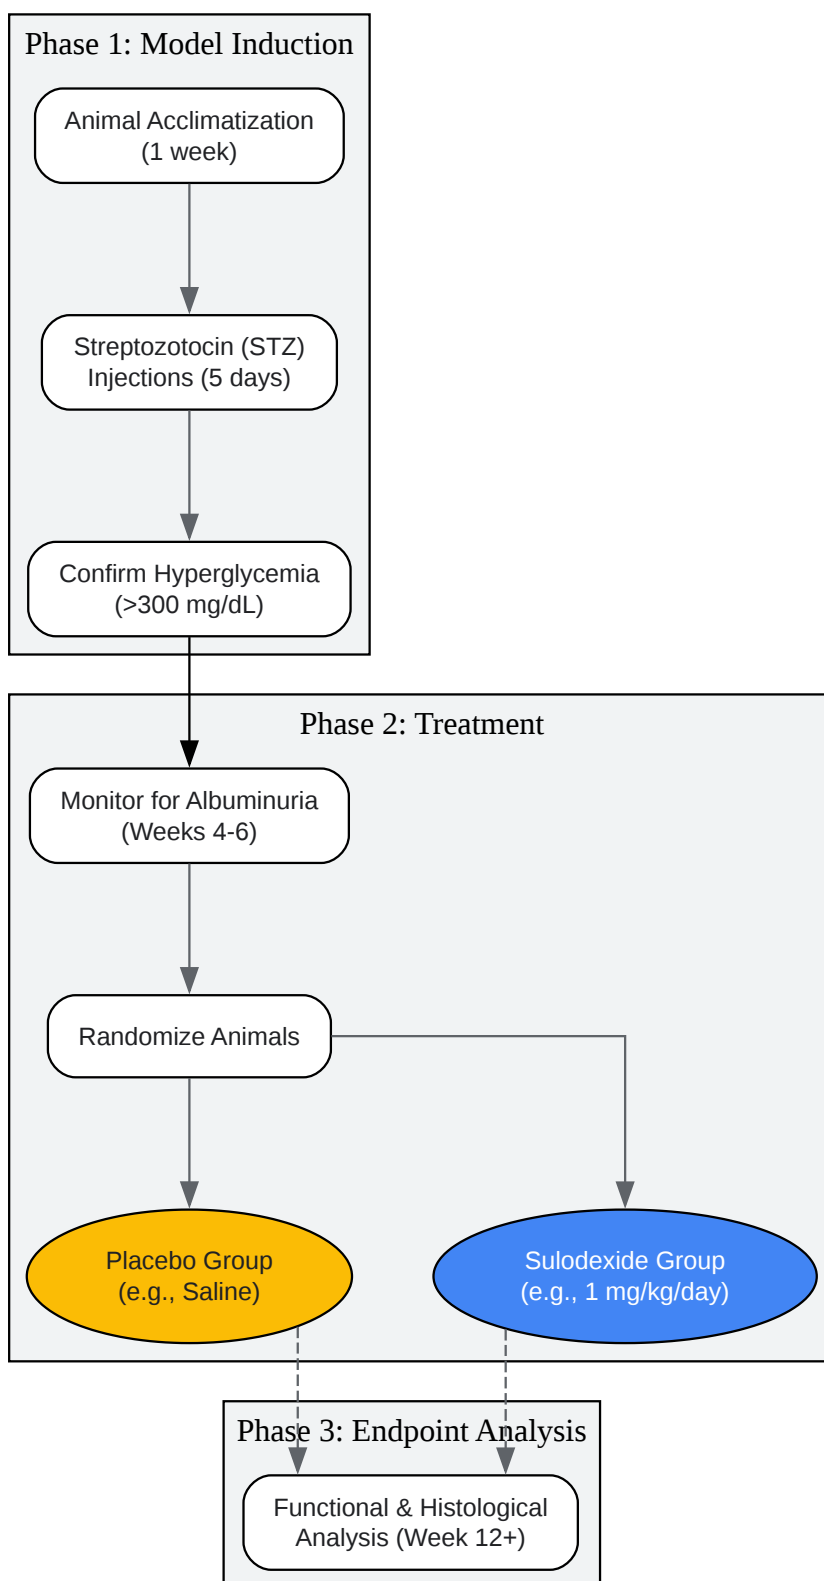 Phase 1: Model Induction
Animal Acclimatization
(1 week)
Streptozotocin (STZ)
Injections (5 days)
Confirm Hyperglycemia
(>300 mg/dL)
Phase 2: Treatment
Monitor for Albuminuria
(Weeks 4-6)
Randomize Animals
Placebo Group
(e.g., Saline)
Sulodexide Group
(e.g., 1 mg/kg/day)
Phase 3: Endpoint Analysis
Functional & Histological
Analysis (Week 12+)